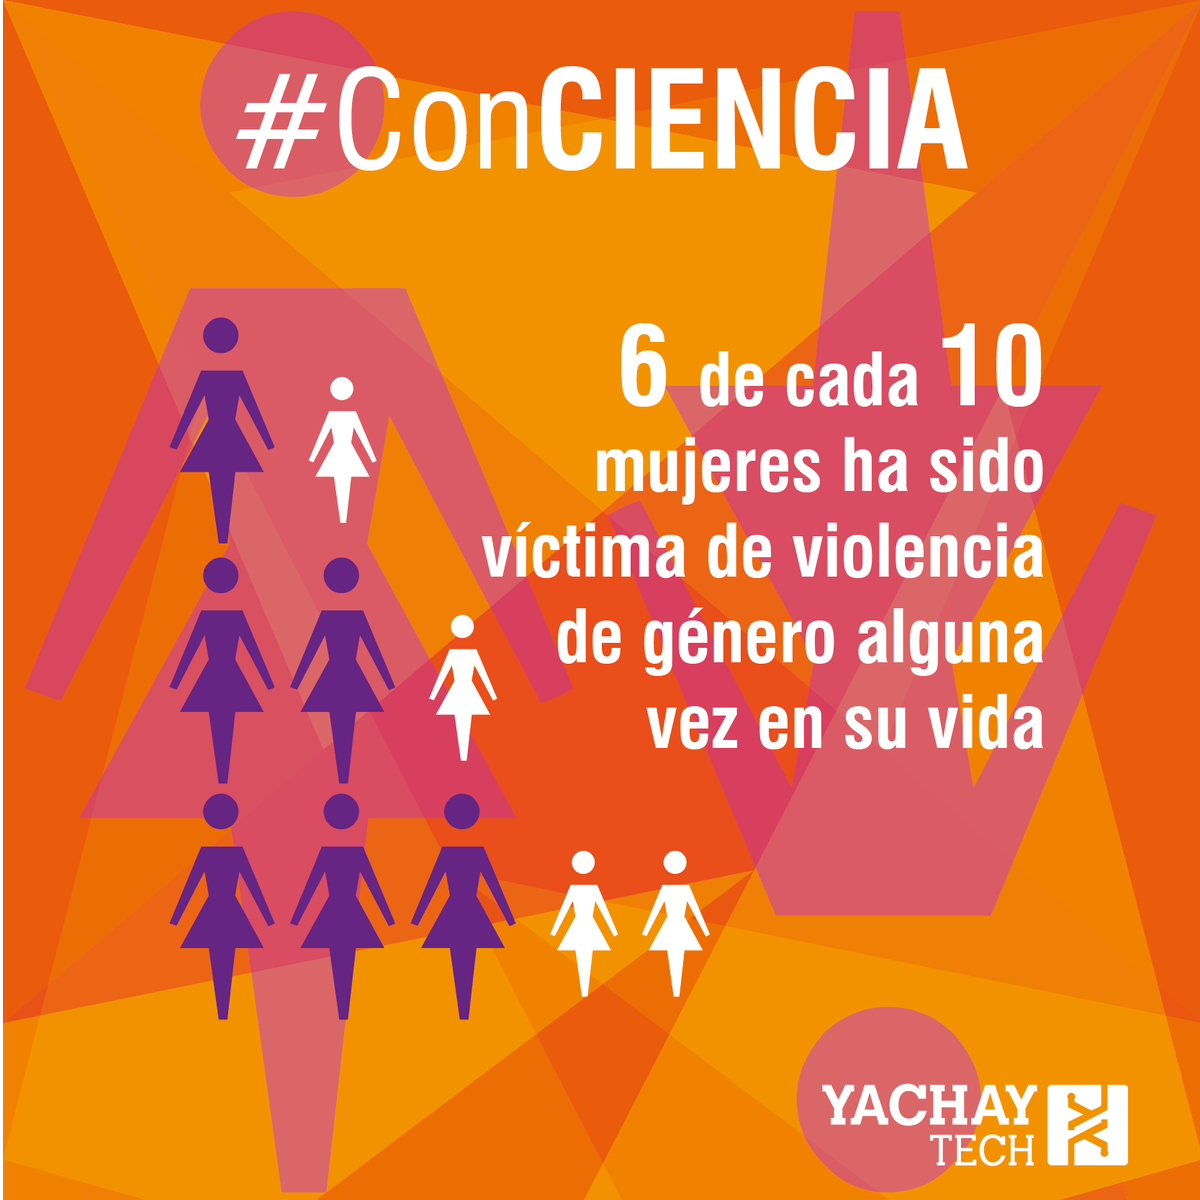 #ConCIENCIA
6 de cada 10
mujeres ha sido
víctima de violencia
de género alguna
vez en su vida
YACHAY
TECH